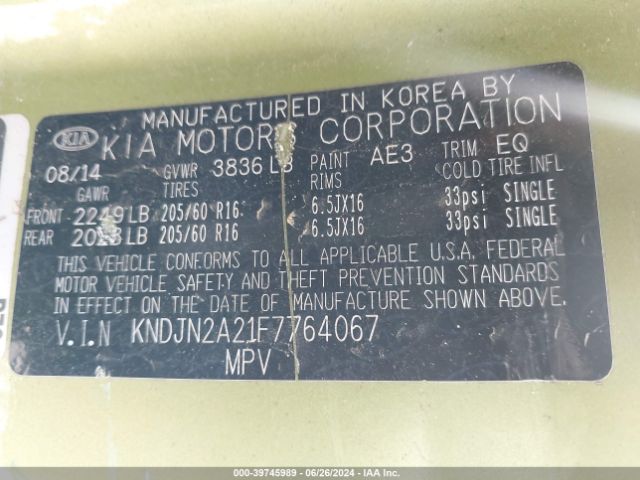 MANUFACTURED IN KOREA BY
KIA KIA MOTORS CORPORATION
08/14 GVWR 3836 LB PAINT AE3 TRIM EQ
GAWR TIRES RIMS COLD TIRE INFL
FRONT 2249 LB 205/60 R16 6.5JX16 33psi SINGLE
REAR LB 205/60 R16 6.5JX16 33psi SINGLE
THIS VEHICLE CONFORMS TO ALL APPLICABLE U.S.A. FEDERAL
MOTOR VEHICLE SAFETY AND THEFT PREVENTION STANDARDS
IN EFFECT ON THE DATE OF MANUFACTURE SHOWN ABOVE.
V.I.N KNDJN2A21F7764067
MPV
000-39745989 - 06/26/2024 - IAA Inc.